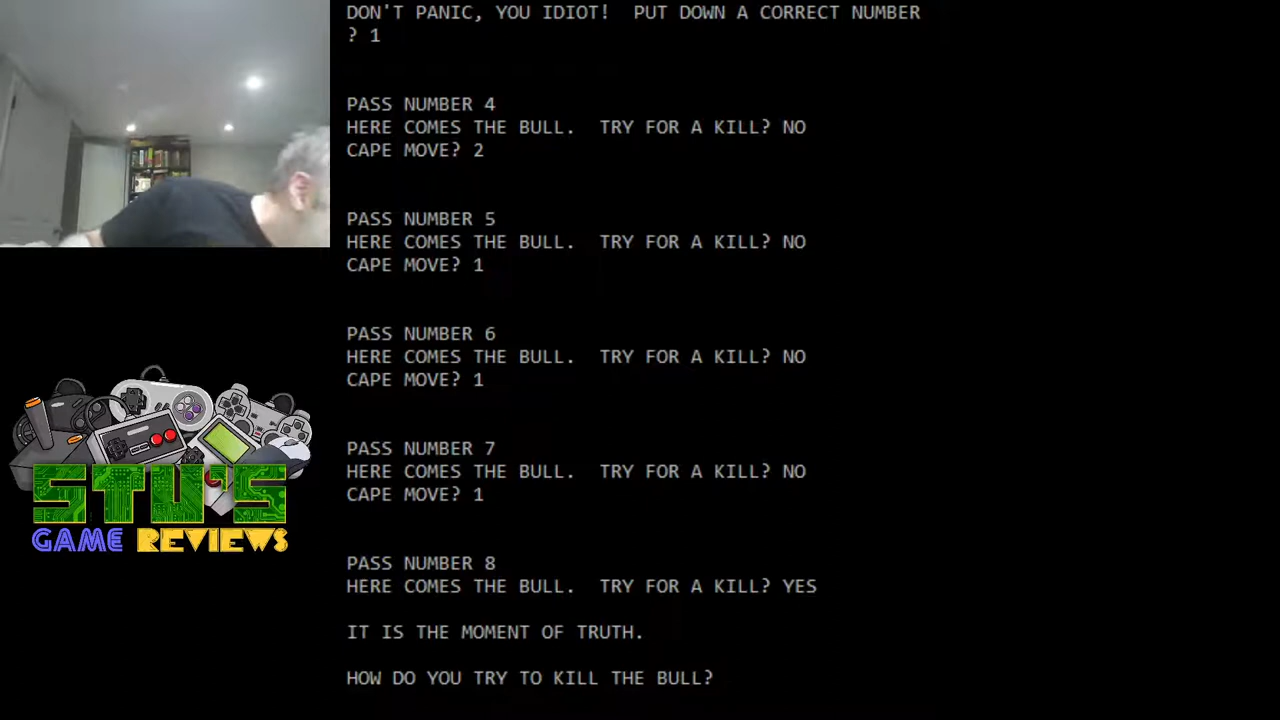 DON'T PANIC, YOU IDIOT!  PUT DOWN A CORRECT NUMBER
? 1
PASS NUMBER 4
HERE COMES THE BULL.  TRY FOR A KILL? NO
CAPE MOVE? 2
PASS NUMBER 5
HERE COMES THE BULL.  TRY FOR A KILL? NO
CAPE MOVE? 1
PASS NUMBER 6
HERE COMES THE BULL.  TRY FOR A KILL? NO
CAPE MOVE? 1
PASS NUMBER 7
HERE COMES THE BULL.  TRY FOR A KILL? NO
CAPE MOVE? 1
PASS NUMBER 8
HERE COMES THE BULL.  TRY FOR A KILL? YES
IT IS THE MOMENT OF TRUTH.
HOW DO YOU TRY TO KILL THE BULL?
STU'S
GAME REVIEWS